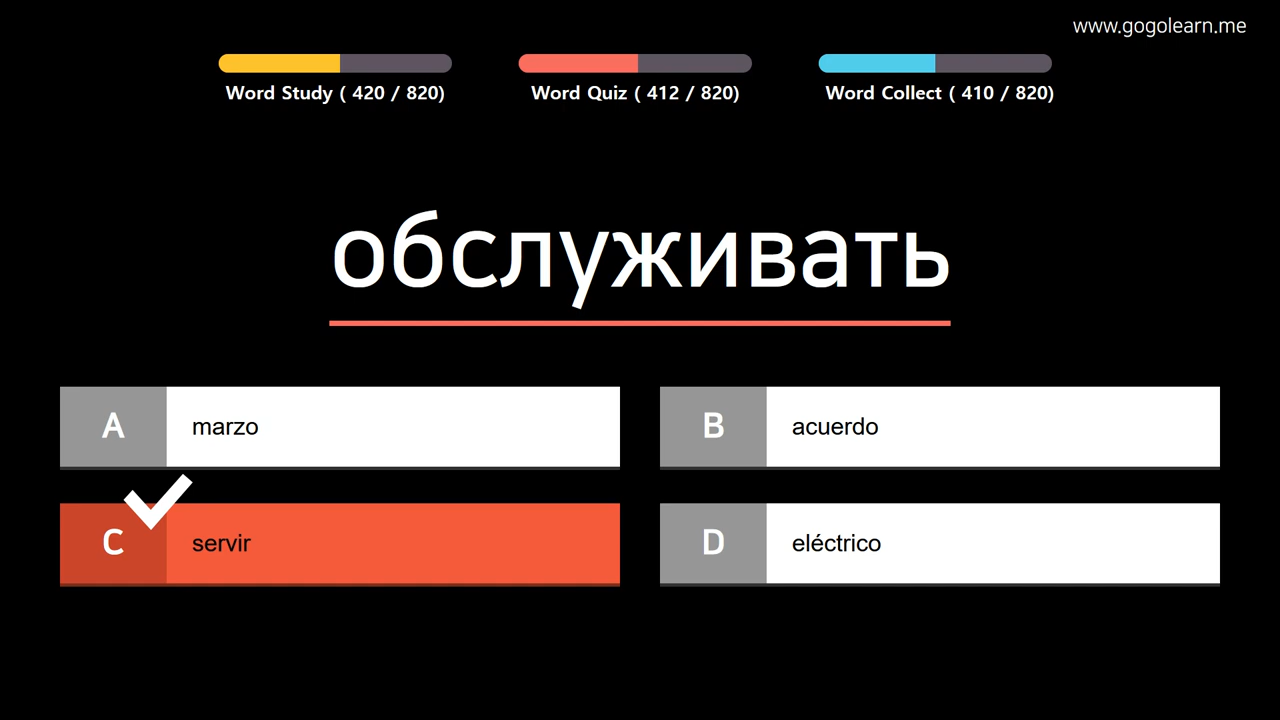 www.gogolearn.me
Word Study ( 420 / 820)
Word Quiz ( 412 / 820)
Word Collect ( 410 / 820)
обслуживать
A marzo
B acuerdo
C servir
D eléctrico